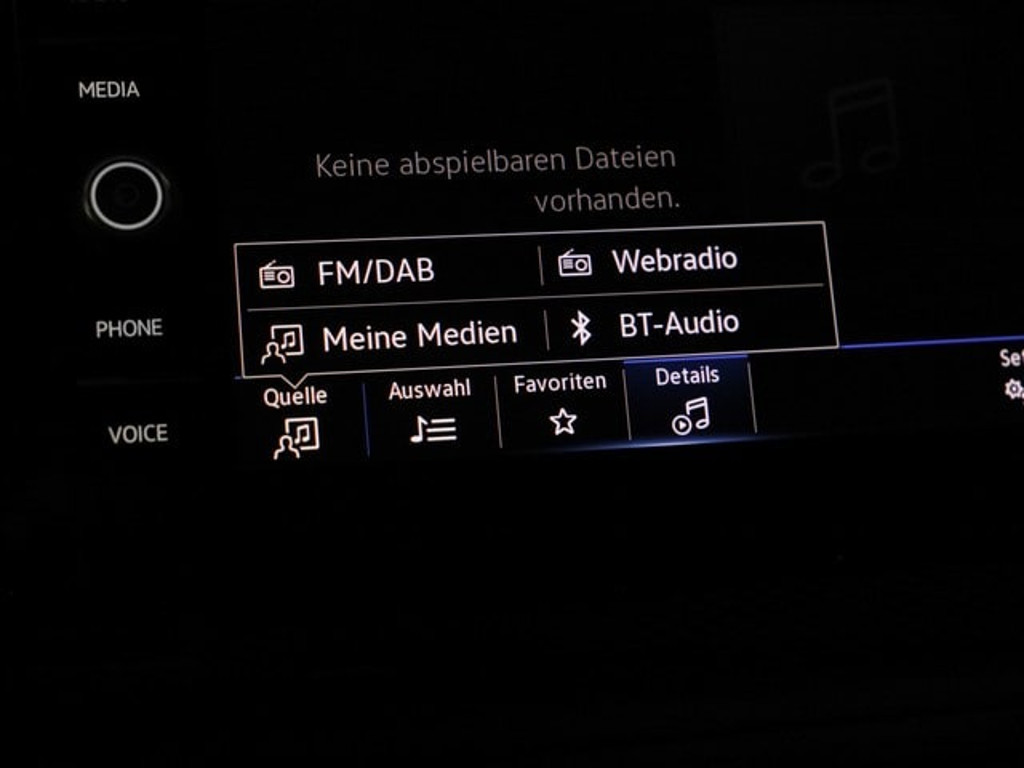 MEDIA
Keine abspielbaren Dateien
vorhanden.
FM/DAB
Webradio
PHONE
Meine Medien
BT-Audio
Quelle
Auswahl
Favoriten
Details
VOICE